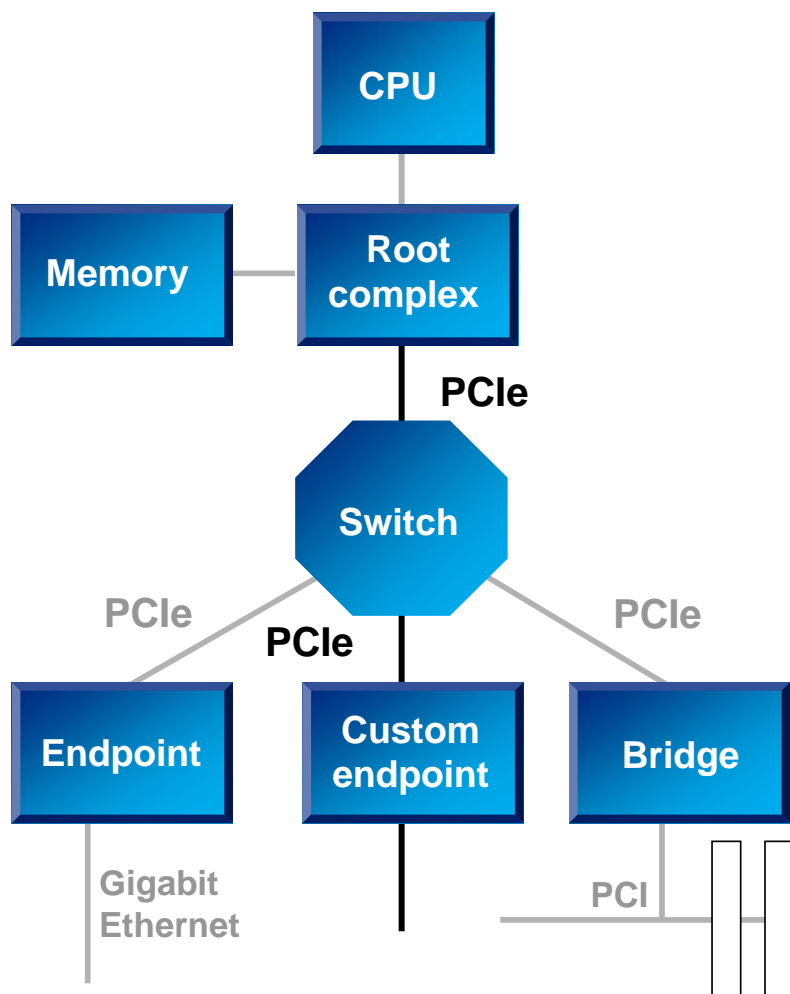 CPU
Memory
Root
complex
PCIe
Switch
PCIe
PCIe
PCIe
Endpoint
Custom
endpoint
Bridge
Gigabit
Ethernet
PCI